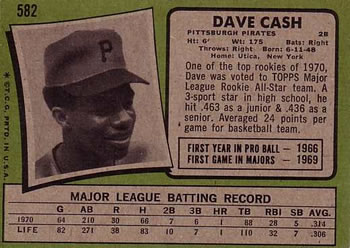 582
DAVE CASH
PITTSBURGH PIRATES 2B
Ht: 6' Wt: 175 Bats: Right
Throws: Right Born: 6-11-48
Home: Utica, New York
One of the top rookies of 1970,
Dave was voted to TOPPS Major
League Rookie All-Star team. A
3-sport star in high school, he
hit .463 as a junior & .436 as a
senior. Averaged 24 points per
game for basketball team.
FIRST YEAR IN PRO BALL — 1966
FIRST GAME IN MAJORS — 1969
* ©T.C.G. PRTD. IN U.S.A.
P
MAJOR LEAGUE BATTING RECORD
G AB R H 2B 3B HR TB RBI SB SLG. AVG.
1970 64 210 30 66 7 6 1 88 28 5
LIFE 82 271 38 83 10 7 1 110 32 7